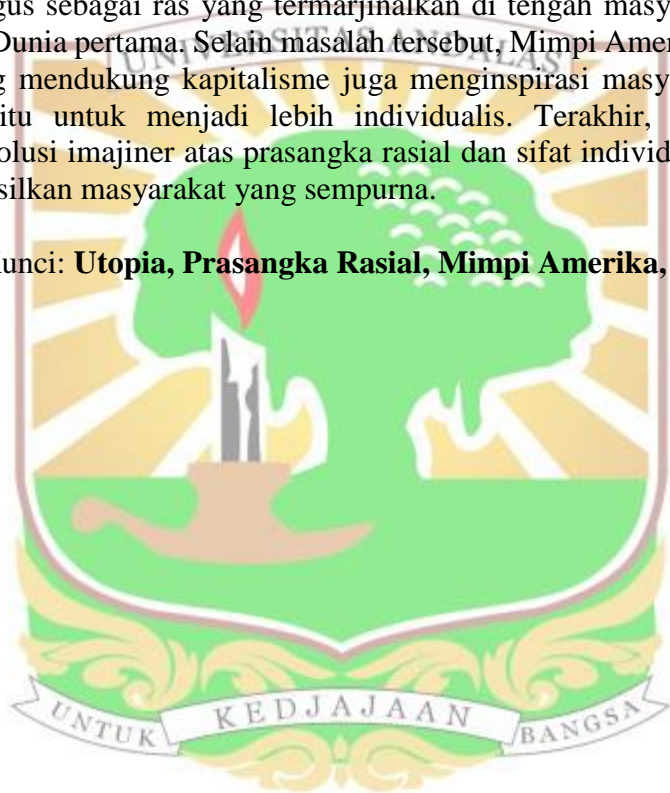 gus sebagai ras yang termarjinalkan di tengah masy
Dunia pertama. Selain masalah tersebut, Mimpi Amer
UNIVERSITAS ANDALAS
g mendukung kapitalisme juga menginspirasi masy
itu untuk menjadi lebih individualis. Terakhir,
olusi imajiner atas prasangka rasial dan sifat individ
silkan masyarakat yang sempurna.
unci: Utopia, Prasangka Rasial, Mimpi Amerika,
UNTUK KEDJAJAAN BANGSA